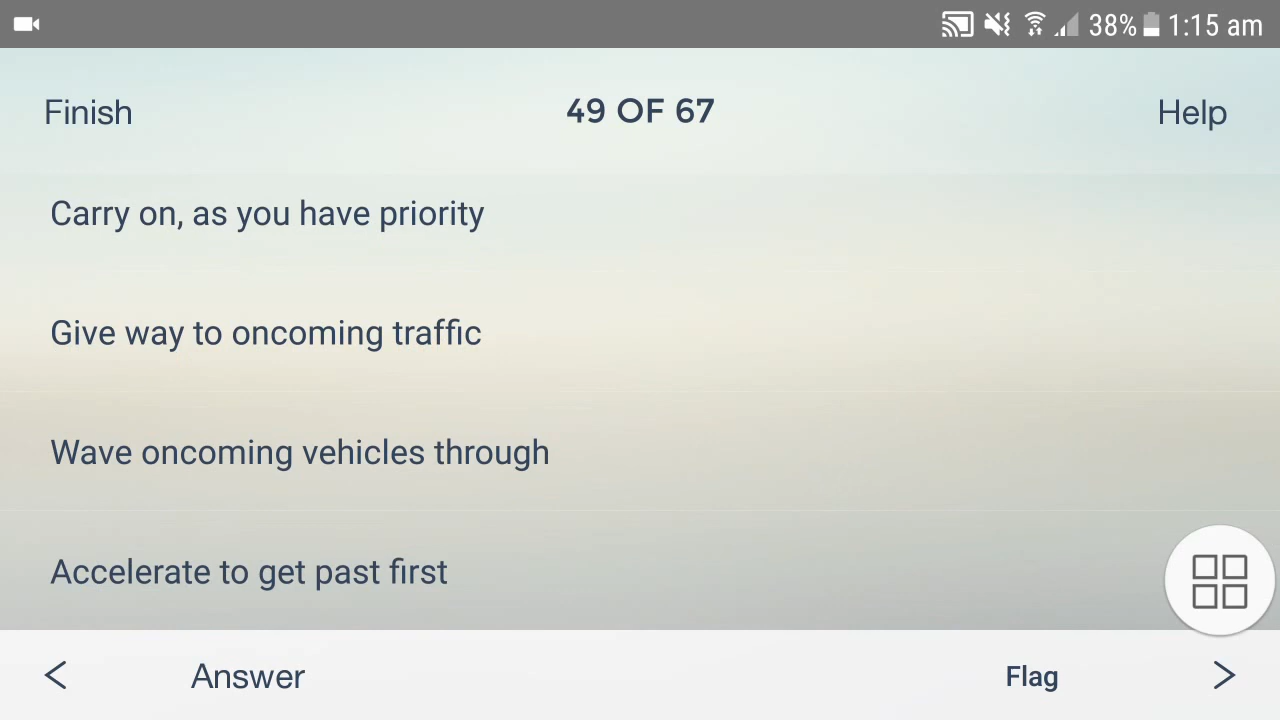 38% 1:15 am
Finish 49 OF 67 Help
Carry on, as you have priority
Give way to oncoming traffic
Wave oncoming vehicles through
Accelerate to get past first
Answer Flag